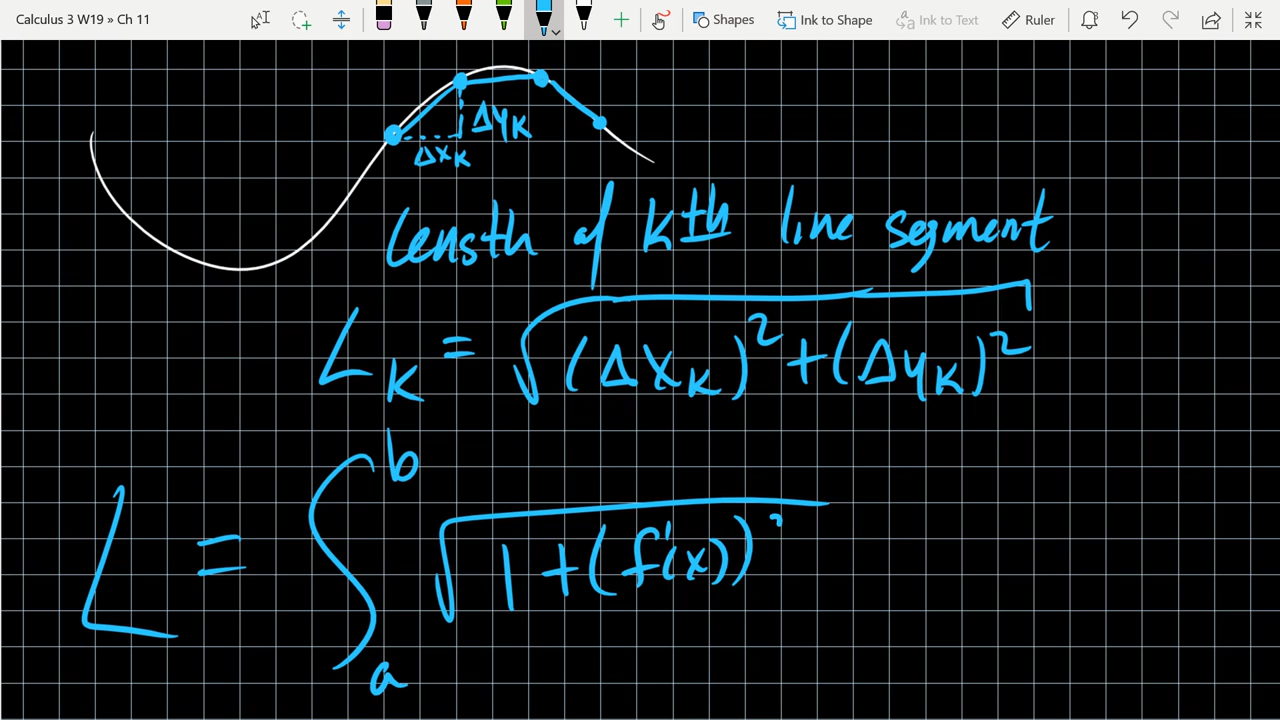 Calculus 3 W19 » Ch 11
Shapes
Ink to Shape
Ink to Text
Ruler
Δy_K
Δx_K
Length of Kth line segment
L_K = √((Δx_K)² + (Δy_K)²)
L = ∫_a^b √(1 + (f'(x))²)